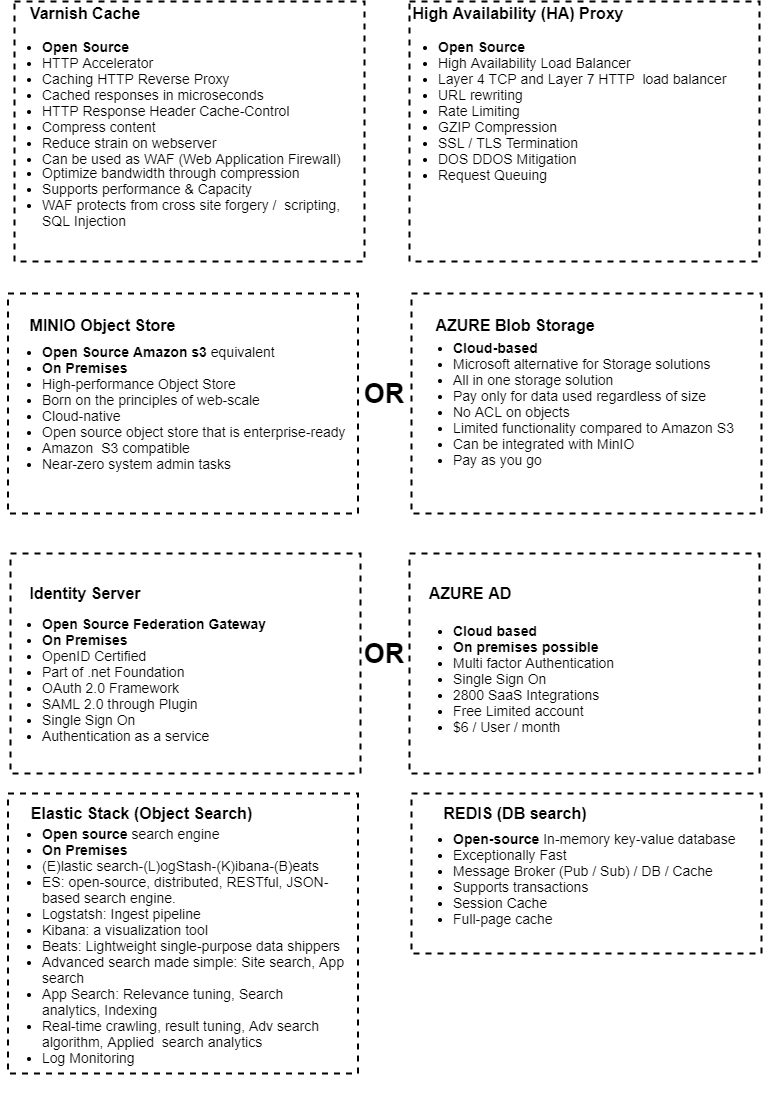 Varnish Cache
Open Source
HTTP Accelerator
Caching HTTP Reverse Proxy
Cached responses in microseconds
HTTP Response Header Cache-Control
Compress content
Reduce strain on webserver
Can be used as WAF (Web Application Firewall)
Optimize bandwidth through compression
Supports performance & Capacity
WAF protects from cross site forgery /  scripting,
SQL Injection
High Availability (HA) Proxy
Open Source
High Availability Load Balancer
Layer 4 TCP and Layer 7 HTTP  load balancer
URL rewriting
Rate Limiting
GZIP Compression
SSL / TLS Termination
DOS DDOS Mitigation
Request Queuing
MINIO Object Store
Open Source Amazon s3 equivalent
On Premises
High-performance Object Store
Born on the principles of web-scale
Cloud-native
Open source object store that is enterprise-ready
Amazon  S3 compatible
Near-zero system admin tasks
OR
AZURE Blob Storage
Cloud-based
Microsoft alternative for Storage solutions
All in one storage solution
Pay only for data used regardless of size
No ACL on objects
Limited functionality compared to Amazon S3
Can be integrated with MinIO
Pay as you go
Identity Server
Open Source Federation Gateway
On Premises
OpenID Certified
Part of .net Foundation
OAuth 2.0 Framework
SAML 2.0 through Plugin
Single Sign On
Authentication as a service
OR
AZURE AD
Cloud based
On premises possible
Multi factor Authentication
Single Sign On
2800 SaaS Integrations
Free Limited account
$6 / User / month
Elastic Stack (Object Search)
Open source search engine
On Premises
(E)lastic search-(L)ogStash-(K)ibana-(B)eats
ES: open-source, distributed, RESTful, JSON-
based search engine.
Logstatsh: Ingest pipeline
Kibana: a visualization tool
Beats: Lightweight single-purpose data shippers
Advanced search made simple: Site search, App
search
App Search: Relevance tuning, Search
analytics, Indexing
Real-time crawling, result tuning, Adv search
algorithm, Applied  search analytics
Log Monitoring
REDIS (DB search)
Open-source In-memory key-value database
Exceptionally Fast
Message Broker (Pub / Sub) / DB / Cache
Supports transactions
Session Cache
Full-page cache